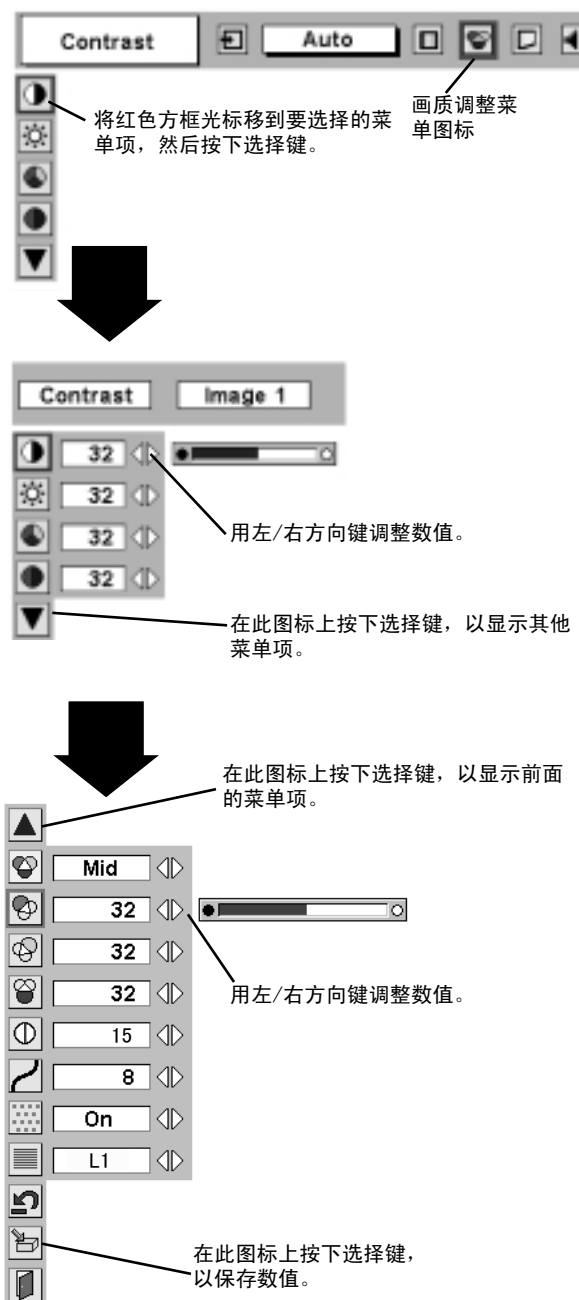 Contrast
Auto
将红色方框光标移到要选择的菜
单项，然后按下选择键。
画质调整菜
单图标
Contrast
Image 1
32
32
32
32
用左/右方向键调整数值。
在此图标上按下选择键，以显示其他
菜单项。
在此图标上按下选择键，以显示前面
的菜单项。
Mid
32
32
32
15
8
On
L1
用左/右方向键调整数值。
在此图标上按下选择键，
以保存数值。